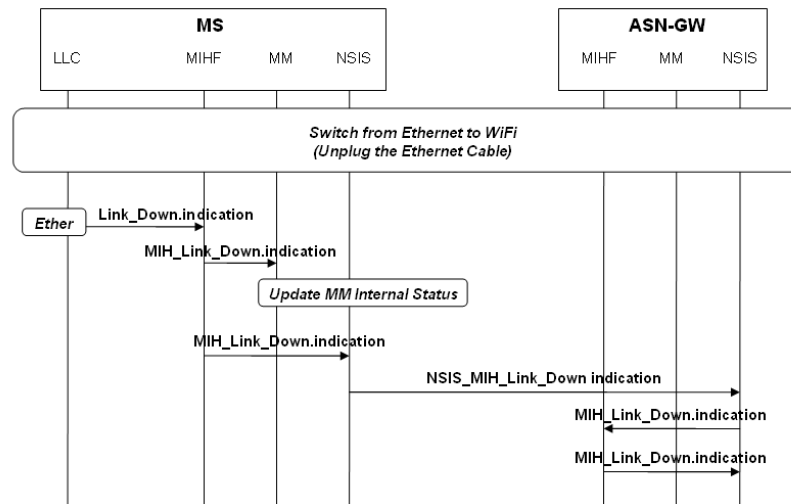 MS
ASN-GW
LLC MIHF MM NSIS MIHF MM NSIS
Switch from Ethernet to WiFi
(Unplug the Ethernet Cable)
Ether
Link_Down.indication
MIH_Link_Down.indication
Update MM Internal Status
MIH_Link_Down.indication
NSIS_MIH_Link_Down indication
MIH_Link_Down.indication
MIH_Link_Down.indication